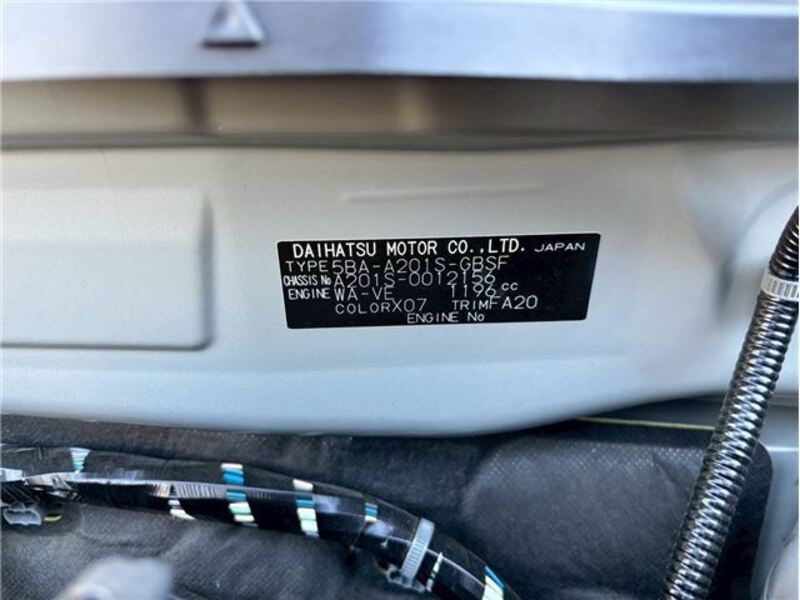 DAIHATSU MOTOR CO.,LTD. JAPAN
TYPE 5BA-A201S-GBSF
CHASSIS No A201S-0012156
ENGINE WA-VE 1196 cc
COLOR X07 TRIM FA20
ENGINE No